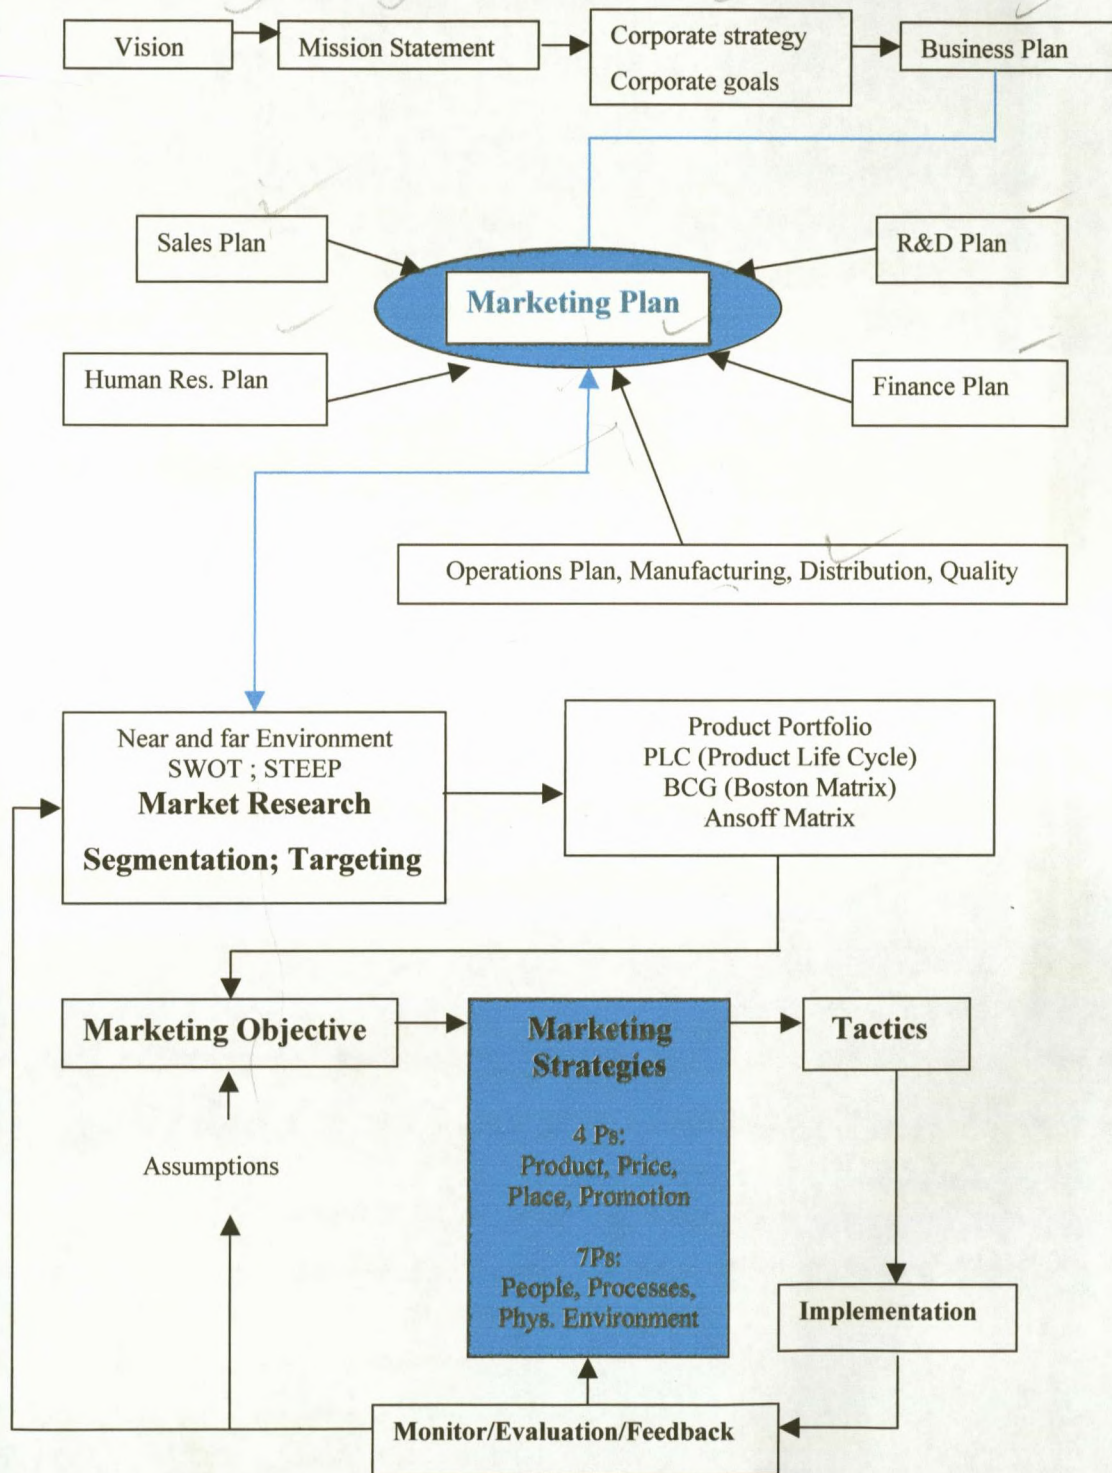 Vision
Mission Statement
Corporate strategy
Corporate goals
Business Plan
Sales Plan
R&D Plan
Marketing Plan
Human Res. Plan
Finance Plan
Operations Plan, Manufacturing, Distribution, Quality
Near and far Environment
SWOT ; STEEP
Market Research
Segmentation; Targeting
Product Portfolio
PLC (Product Life Cycle)
BCG (Boston Matrix)
Ansoff Matrix
Marketing Objective
Marketing
Strategies
4 Ps:
Product, Price,
Place, Promotion
7Ps:
People, Processes,
Phys. Environment
Tactics
Assumptions
Implementation
Monitor/Evaluation/Feedback